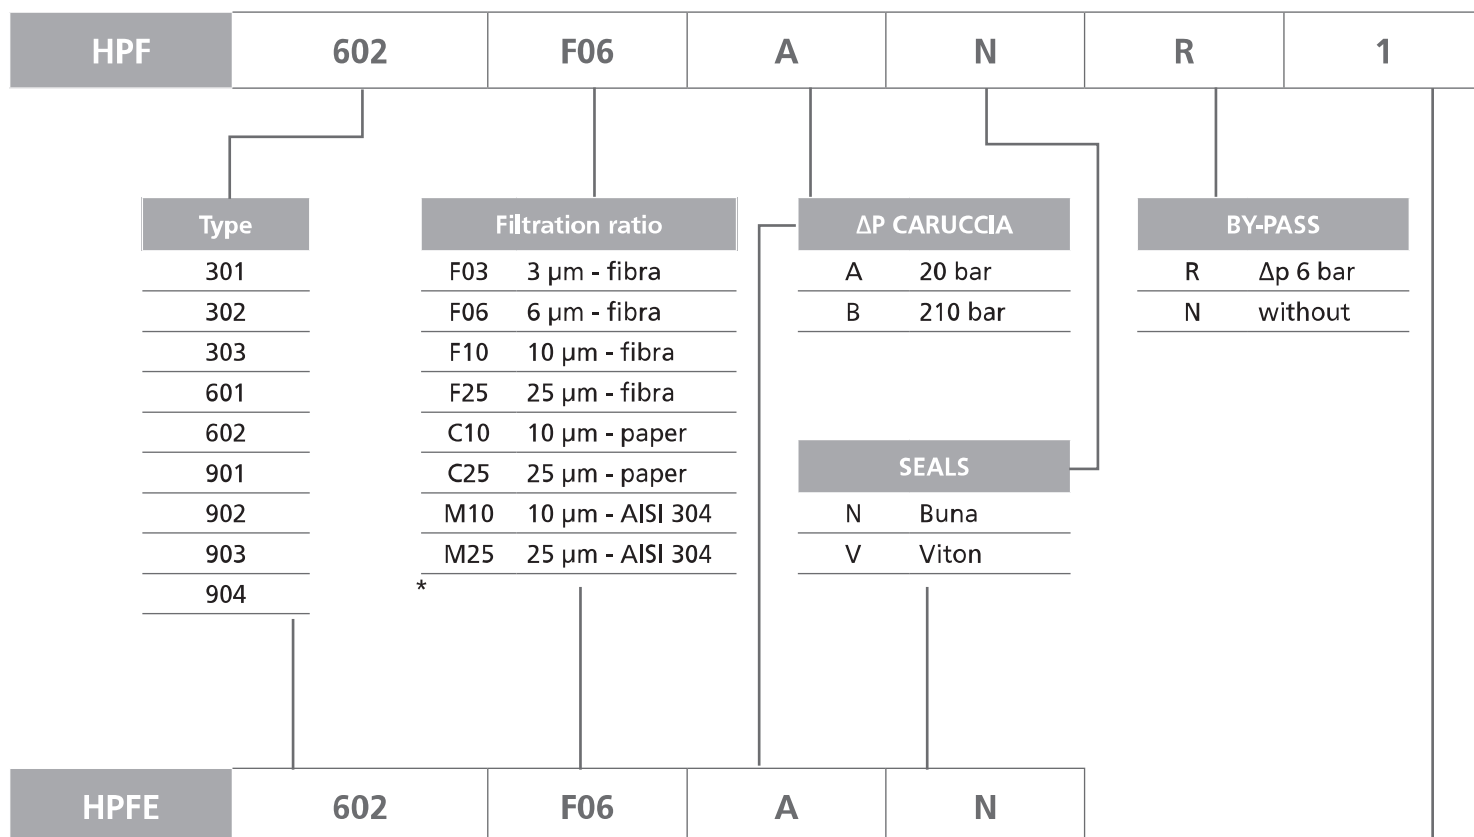 HPF 602 F06 A N R 1
Type
301
302
303
601
602
901
902
903
904
Filtration ratio
F03 3 µm - fibra
F06 6 µm - fibra
F10 10 µm - fibra
F25 25 µm - fibra
C10 10 µm - paper
C25 25 µm - paper
M10 10 µm - AISI 304
M25 25 µm - AISI 304
*
ΔP CARUCCIA
A 20 bar
B 210 bar
SEALS
N Buna
V Viton
BY-PASS
R Δp 6 bar
N without
HPFE 602 F06 A N